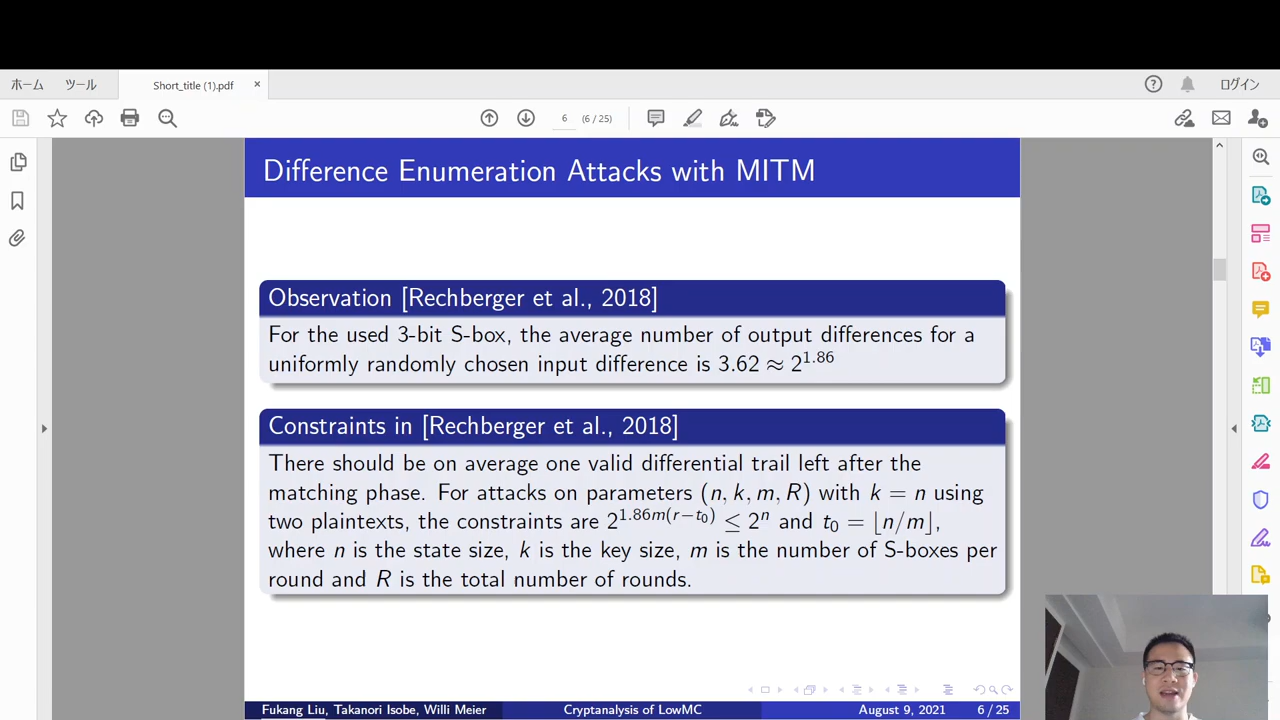 ホーム ツール Short_title (1).pdf × ログイン
6 (6 / 25)
Difference Enumeration Attacks with MITM
Observation [Rechberger et al., 2018]
For the used 3-bit S-box, the average number of output differences for a
uniformly randomly chosen input difference is 3.62 ≈ 2^{1.86}
Constraints in [Rechberger et al., 2018]
There should be on average one valid differential trail left after the
matching phase. For attacks on parameters (n, k, m, R) with k = n using
two plaintexts, the constraints are 2^{1.86m(r−t_0)} ≤ 2^n and t_0 = ⌊n/m⌋,
where n is the state size, k is the key size, m is the number of S-boxes per
round and R is the total number of rounds.
Fukang Liu, Takanori Isobe, Willi Meier Cryptanalysis of LowMC August 9, 2021 6 / 25